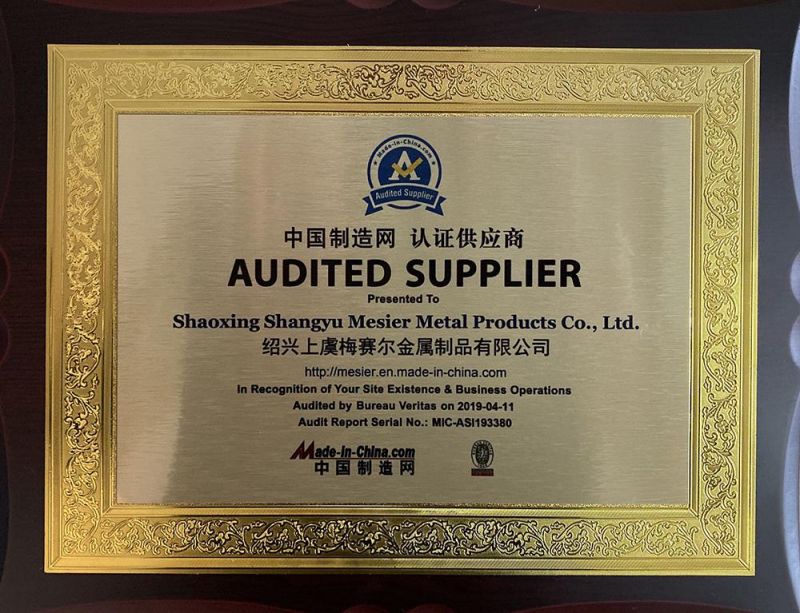 Made-in-China.com
A
Audited Supplier
中国制造网 认证供应商
AUDITED SUPPLIER
Presented To
Shaoxing Shangyu Mesier Metal Products Co., Ltd.
绍兴上虞梅赛尔金属制品有限公司
http://mesier.en.made-in-china.com
In Recognition of Your Site Existence & Business Operations
Audited by Bureau Veritas on 2019-04-11
Audit Report Serial No.: MIC-ASI193380
Made-in-China.com
中国制造网